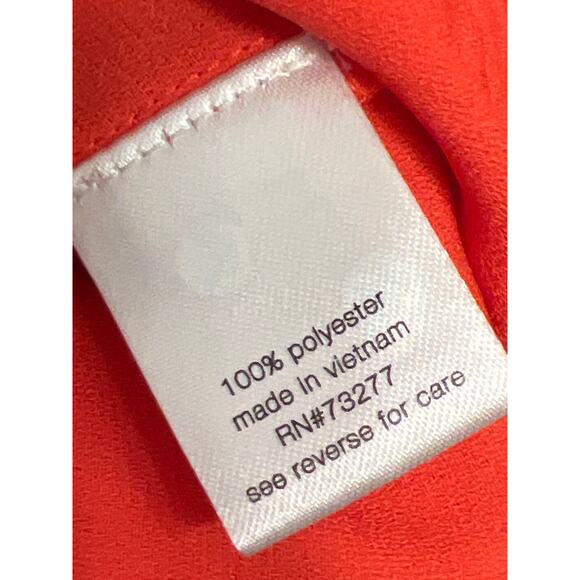 100% polyester
made in vietnam
RN#73277
see reverse for care